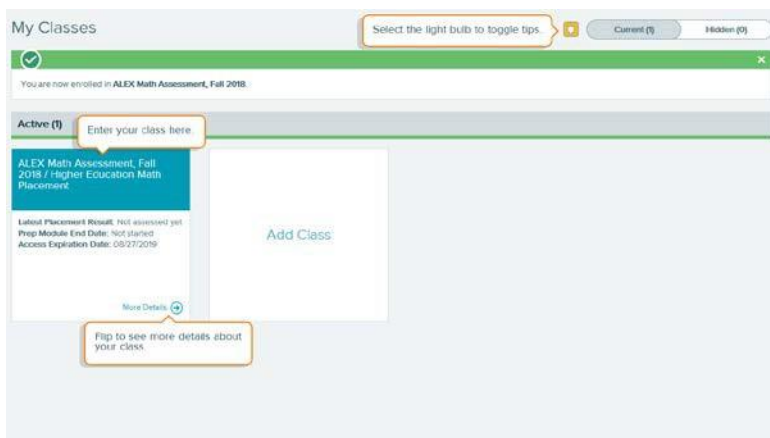 My Classes
Select the light bulb to toggle tips.
Current (1)
Hidden (0)
You are now enrolled in ALEX Math Assessment, Fall 2018.
Active (1)
Enter your class here.
ALEX Math Assessment, Fall
2018 / Higher Education Math
Placement
Latest Placement Result: Not assessed yet
Prep Module End Date: Not started
Access Expiration Date: 08/27/2019
Add Class
More Details
Flip to see more details about
your class.